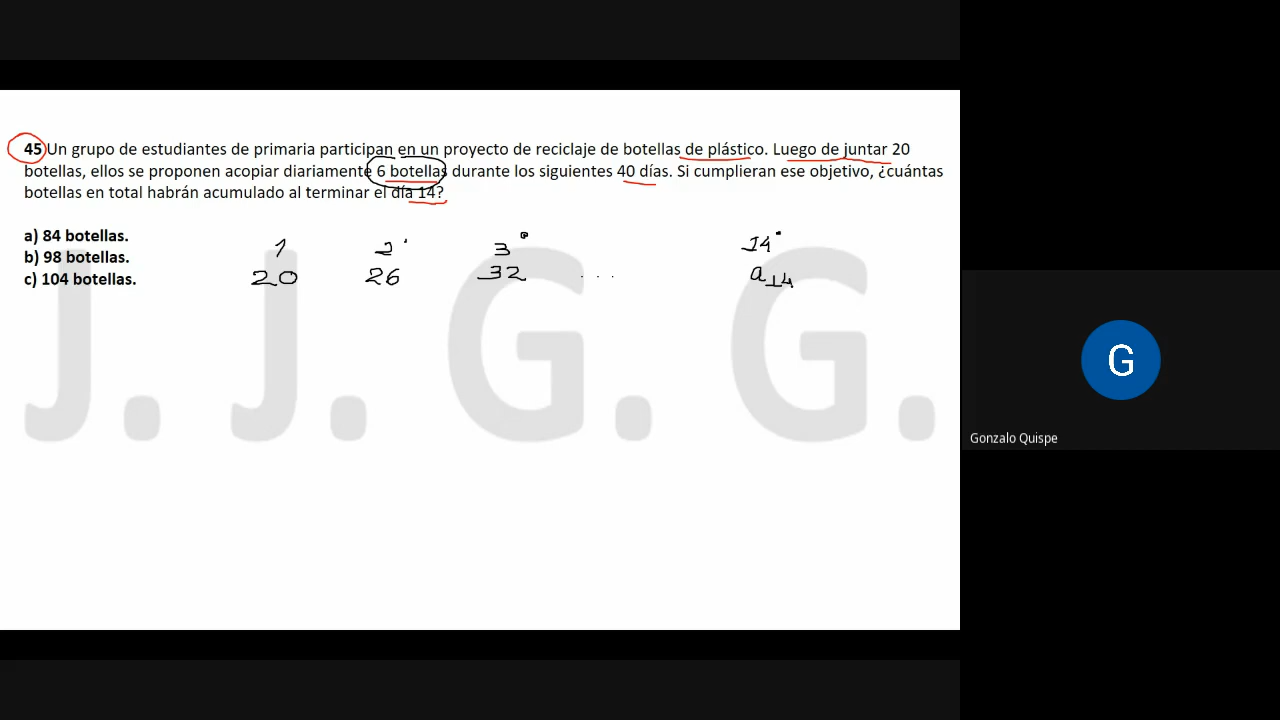 45 Un grupo de estudiantes de primaria participan en un proyecto de reciclaje de botellas de plástico. Luego de juntar 20
botellas, ellos se proponen acopiar diariamente 6 botellas durante los siguientes 40 días. Si cumplieran ese objetivo, ¿cuántas
botellas en total habrán acumulado al terminar el día 14?
a) 84 botellas.
b) 98 botellas.
c) 104 botellas.
1 2 3 14
20 26 32 ... a14
J. J. G. G.
G
Gonzalo Quispe